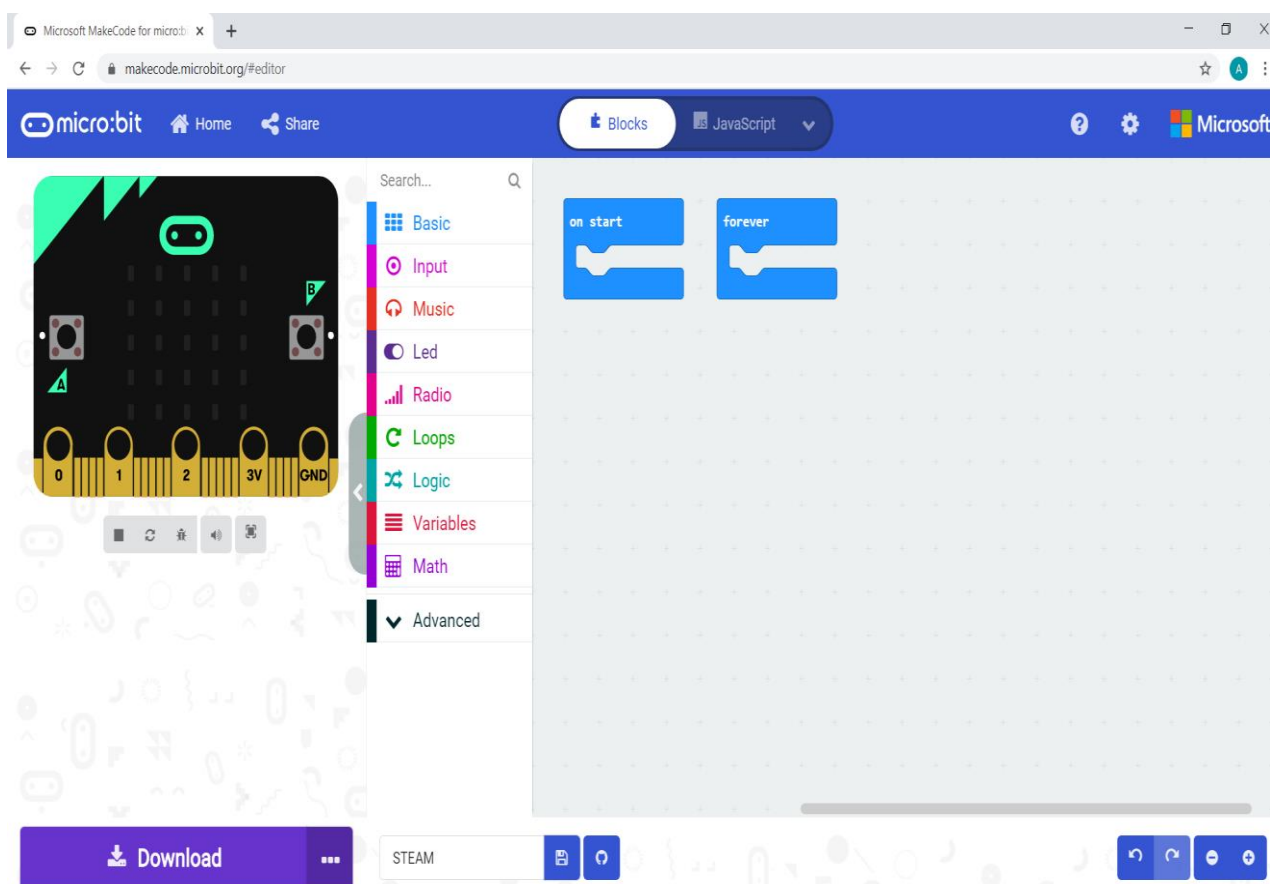 Microsoft MakeCode for micro:b
makecode.microbit.org/#editor
A
micro:bit Home Share Blocks JS JavaScript ? Microsoft
Search...
Basic
Input
Music
Led
Radio
Loops
Logic
Variables
Math
Advanced
B
A
0 1 2 3V GND
on start
forever
Download
STEAM